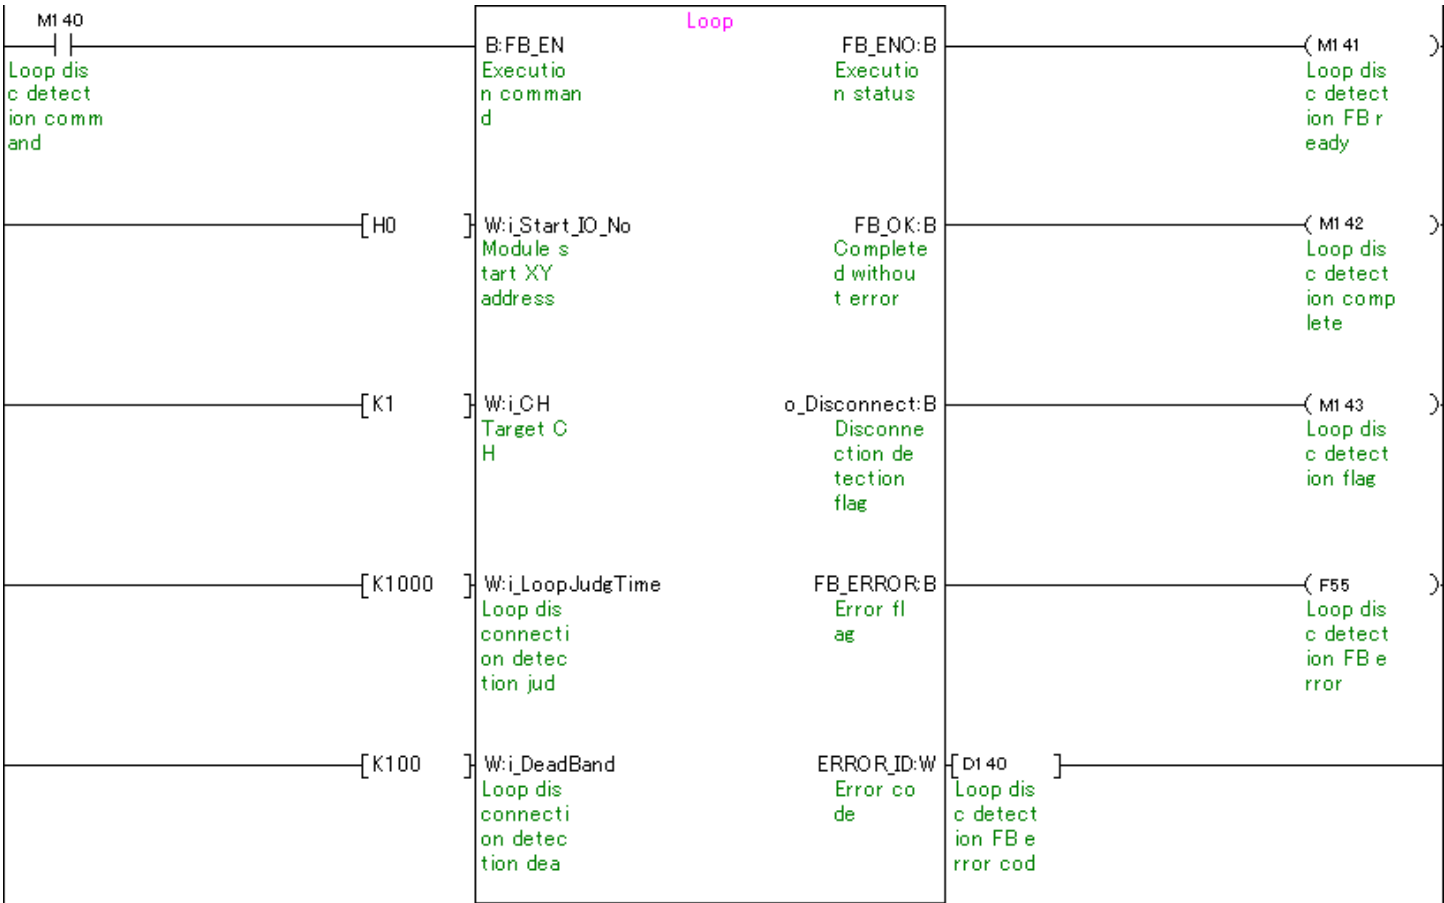 Loop
M140
B:FB_EN
FB_ENO:B
M141
Loop dis
c detect
ion comm
and
Executio
n comman
d
Executio
n status
Loop dis
c detect
ion FB r
eady
H0
W:i_Start_IO_No
FB_OK:B
M142
Module s
tart XY
address
Complete
d withou
t error
Loop dis
c detect
ion comp
lete
K1
W:i_CH
o_Disconnect:B
M143
Target C
H
Disconne
ction de
tection
flag
Loop dis
c detect
ion flag
K1000
W:i_LoopJudgTime
FB_ERROR:B
F55
Loop dis
connecti
on detec
tion jud
Error fl
ag
Loop dis
c detect
ion FB e
rror
K100
W:i_DeadBand
ERROR_ID:W
D140
Loop dis
connecti
on detec
tion dea
Error co
de
Loop dis
c detect
ion FB e
rror cod